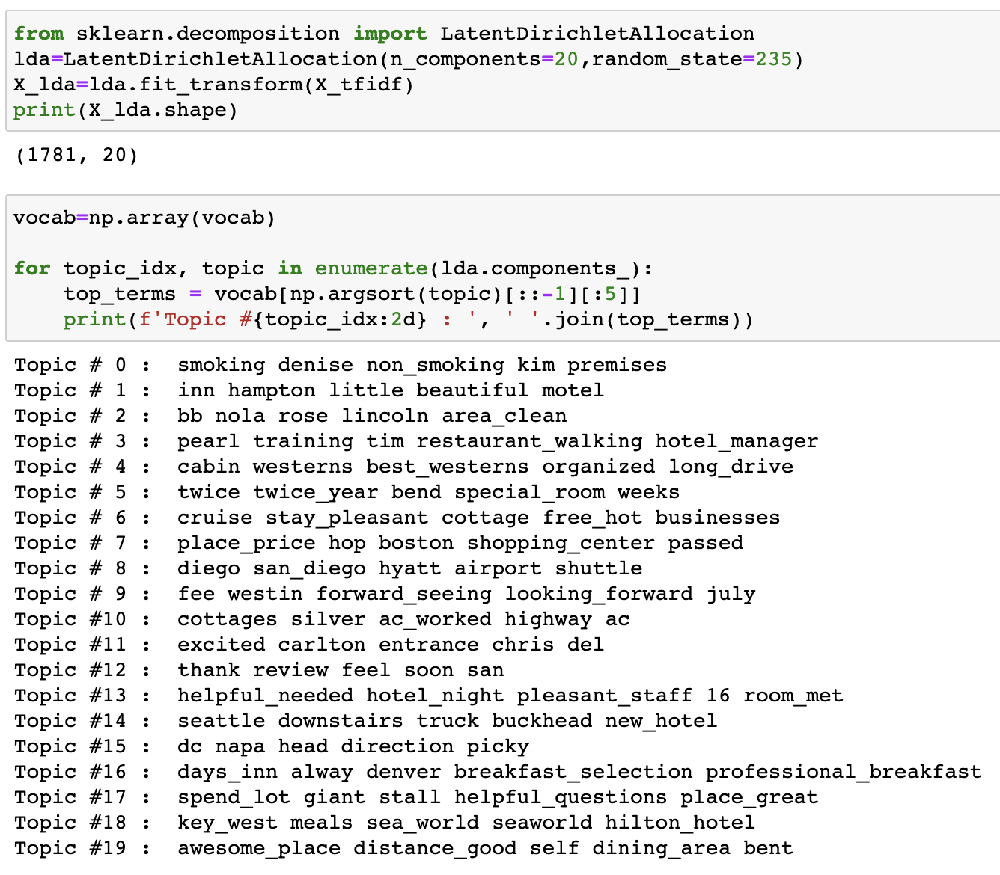 from sklearn.decomposition import LatentDirichletAllocation
lda=LatentDirichletAllocation(n_components=20,random_state=235)
X_lda=lda.fit_transform(X_tfidf)
print(X_lda.shape)
(1781, 20)
vocab=np.array(vocab)
for topic_idx, topic in enumerate(lda.components_):
    top_terms = vocab[np.argsort(topic)[::-1][:5]]
    print(f'Topic #{topic_idx:2d} : ', ' '.join(top_terms))
Topic # 0 :  smoking denise non_smoking kim premises
Topic # 1 :  inn hampton little beautiful motel
Topic # 2 :  bb nola rose lincoln area_clean
Topic # 3 :  pearl training tim restaurant_walking hotel_manager
Topic # 4 :  cabin westerns best_westerns organized long_drive
Topic # 5 :  twice twice_year bend special_room weeks
Topic # 6 :  cruise stay_pleasant cottage free_hot businesses
Topic # 7 :  place_price hop boston shopping_center passed
Topic # 8 :  diego san_diego hyatt airport shuttle
Topic # 9 :  fee westin forward_seeing looking_forward july
Topic #10 :  cottages silver ac_worked highway ac
Topic #11 :  excited carlton entrance chris del
Topic #12 :  thank review feel soon san
Topic #13 :  helpful_needed hotel_night pleasant_staff 16 room_met
Topic #14 :  seattle downstairs truck buckhead new_hotel
Topic #15 :  dc napa head direction picky
Topic #16 :  days_inn alway denver breakfast_selection professional_breakfast
Topic #17 :  spend_lot giant stall helpful_questions place_great
Topic #18 :  key_west meals sea_world seaworld hilton_hotel
Topic #19 :  awesome_place distance_good self dining_area bent